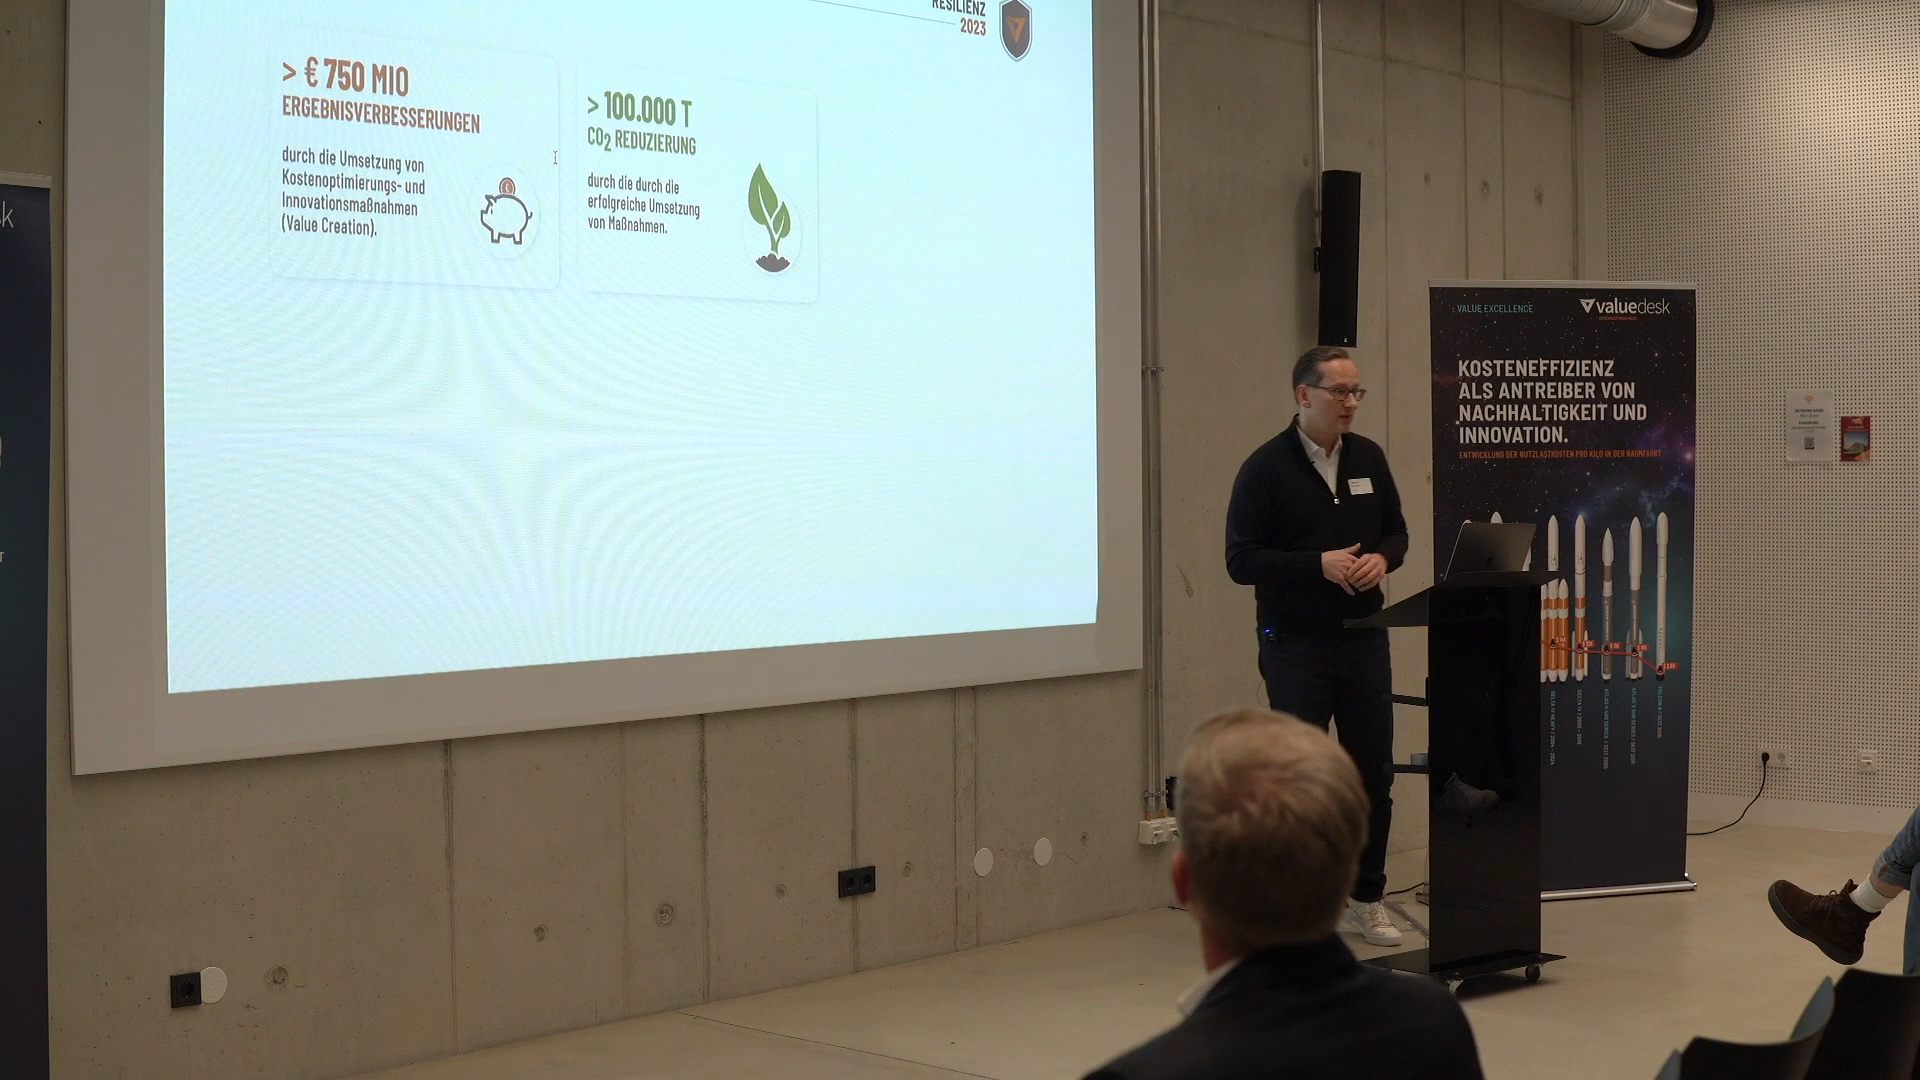 RESILIENZ
2023
> € 750 MIO
ERGEBNISVERBESSERUNGEN
durch die Umsetzung von
Kostenoptimierungs- und
Innovationsmaßnahmen
(Value Creation).
> 100.000 T
CO2 REDUZIERUNG
durch die durch die
erfolgreiche Umsetzung
von Maßnahmen.
VALUE EXCELLENCE
valuedesk
KOSTENEFFIZIENZ
ALS ANTREIBER VON
NACHHALTIGKEIT UND
INNOVATION.
ENTWICKLUNG DER NUTZLASTKOSTEN PRO KILO IN DER RAUMFAHRT